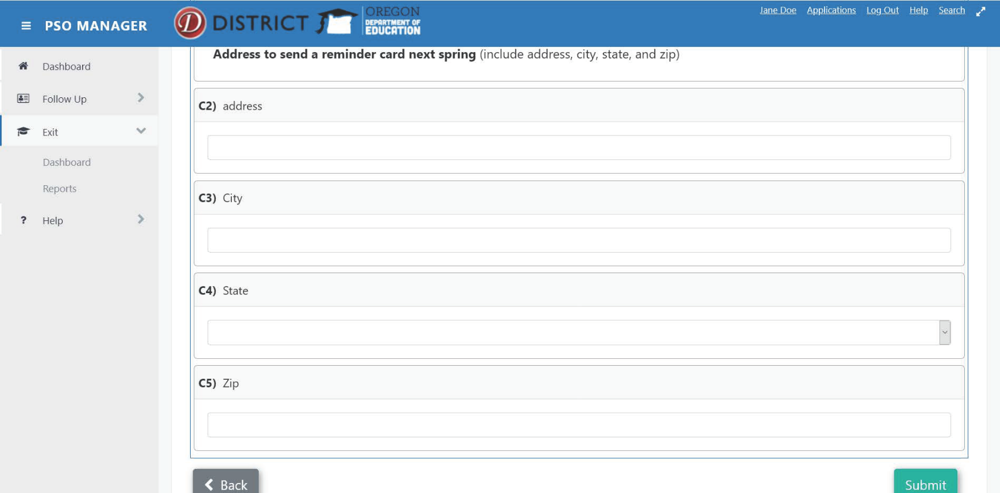 Jane Doe Applications Log Out Help Search
PSO MANAGER
D DISTRICT
OREGON
DEPARTMENT OF
EDUCATION
Dashboard
Follow Up
Exit
Dashboard
Reports
? Help
Address to send a reminder card next spring (include address, city, state, and zip)
C2) address
C3) City
C4) State
C5) Zip
Back
Submit